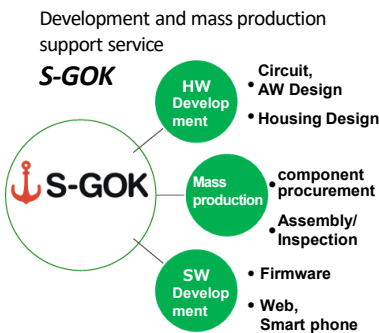 Development and mass production
support service
S-GOK
HW
Develop
ment
• Circuit,
AW Design
• Housing Design
S-GOK
Mass
production
• component
procurement
• Assembly/
Inspection
SW
Develop
ment
• Firmware
• Web,
Smart phone